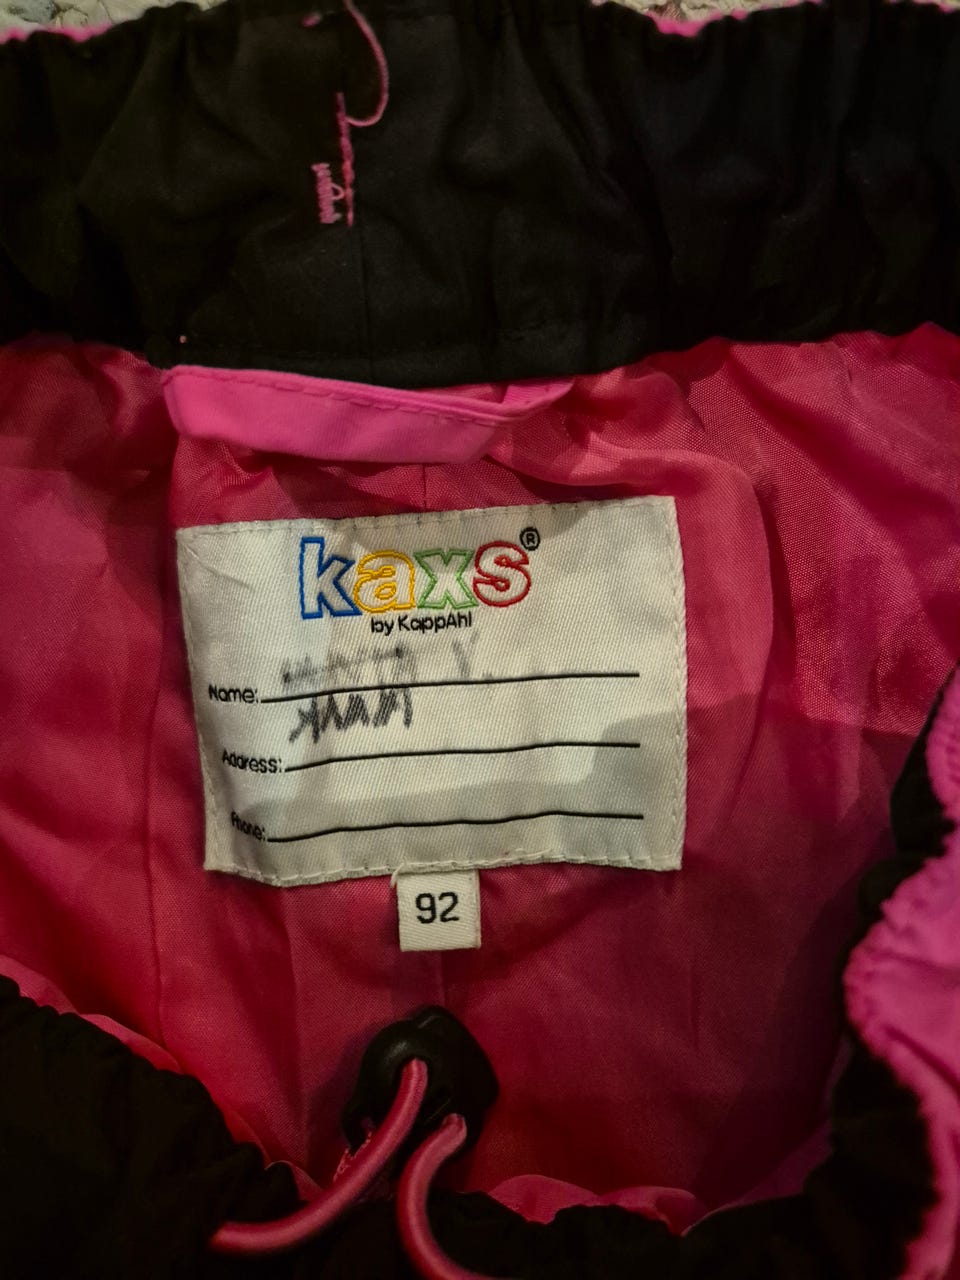 kaxs®
by KappAhl
Name:
Address:
Phone:
92